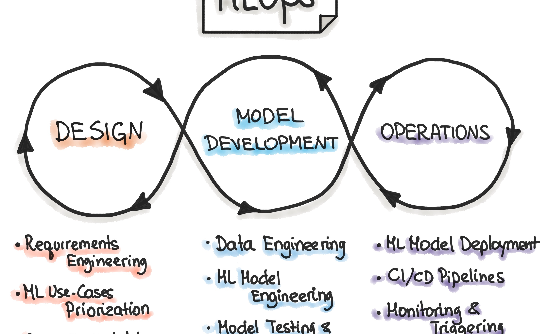 MLOps
DESIGN
MODEL
DEVELOPMENT
OPERATIONS
• Requirements
Engineering
• ML Use-Cases
Priorization
• Data Engineering
• ML Model
Engineering
• Model Testing &
• ML Model Deployment
• CI/CD Pipelines
• Monitoring &
Triggering